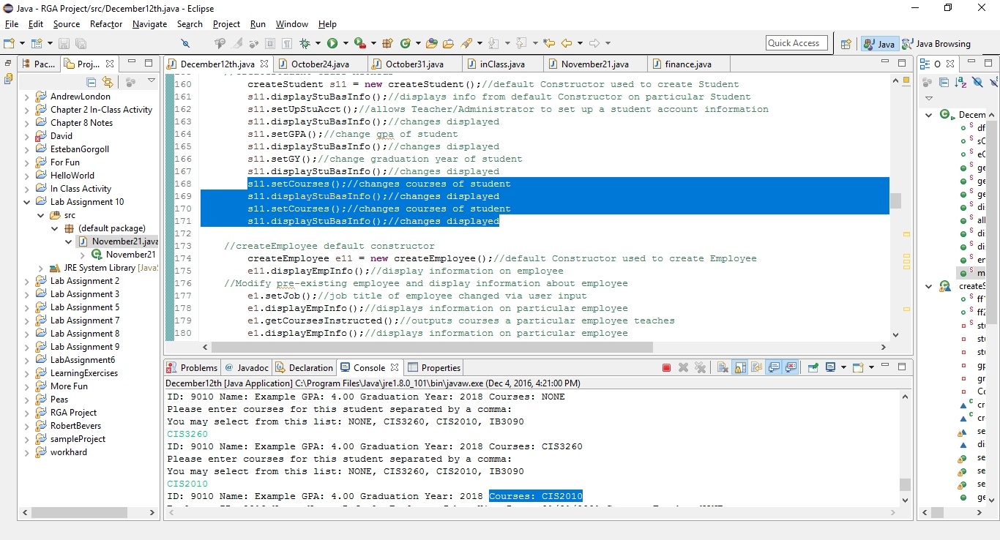 Java - RGA Project/src/December12th.java - Eclipse
File Edit Source Refactor Navigate Search Project Run Window Help
Quick Access
Java
Java Browsing
Pac...
Proj...
AndrewLondon
Chapter 2 In-Class Activity
Chapter 8 Notes
David
EstebanGorgoll
For Fun
HelloWorld
In Class Activity
Lab Assignment 10
src
(default package)
November21.java
November21
JRE System Library [JavaS
Lab Assignment 2
Lab Assignment 3
Lab Assignment 5
Lab Assignment 7
Lab Assignment 8
Lab Assignment 9
LabAssignment6
LearningExercises
More Fun
Peas
RGA Project
RobertBevers
sampleProject
workhard
December12th.java October24.java October31.java inClass.java November21.java finance.java
160 createStudent s11 = new createStudent();//default Constructor used to create Student
161 s11.displayStuBasInfo();//displays info from default Constructor on particular Student
162 s11.setUpStuAcct();//allows Teacher/Administrator to set up a student account information
163 s11.displayStuBasInfo();//changes displayed
164 s11.setGPA();//change gpa of student
165 s11.displayStuBasInfo();//changes displayed
166 s11.setGY();//change graduation year of student
167 s11.displayStuBasInfo();//changes displayed
168 s11.setCourses();//changes courses of student
169 s11.displayStuBasInfo();//changes displayed
170 s11.setCourses();//changes courses of student
171 s11.displayStuBasInfo();//changes displayed
172
173 //createEmployee default constructor
174 createEmployee e11 = new createEmployee();//default Constructor used to create Employee
175 e11.displayEmpInfo();//display information on employee
176 //Modify pre-existing employee and display information about employee
177 e1.setJob();//job title of employee changed via user input
178 e1.displayEmpInfo();//displays information on particular employee
179 e1.getCoursesInstructed();//outputs courses a particular employee teaches
180 e1.displayEmpInfo();//displays information on particular employee
Problems @ Javadoc Declaration Console Properties
December12th [Java Application] C:\Program Files\Java\jre1.8.0_101\bin\javaw.exe (Dec 4, 2016, 4:21:00 PM)
ID: 9010 Name: Example GPA: 4.00 Graduation Year: 2018 Courses: NONE
Please enter courses for this student separated by a comma:
You may select from this list: NONE, CIS3260, CIS2010, IB3090
CIS3260
ID: 9010 Name: Example GPA: 4.00 Graduation Year: 2018 Courses: CIS3260
Please enter courses for this student separated by a comma:
You may select from this list: NONE, CIS3260, CIS2010, IB3090
CIS2010
ID: 9010 Name: Example GPA: 4.00 Graduation Year: 2018 Courses: CIS2010
O
Decem
df
sC
eC
ge
ge
ge
di
all
di
di
en
m
createS
ff1
ff2
stu
stu
stu
gp
gr
Co
cre
cre
se
di
se
se
se
ge